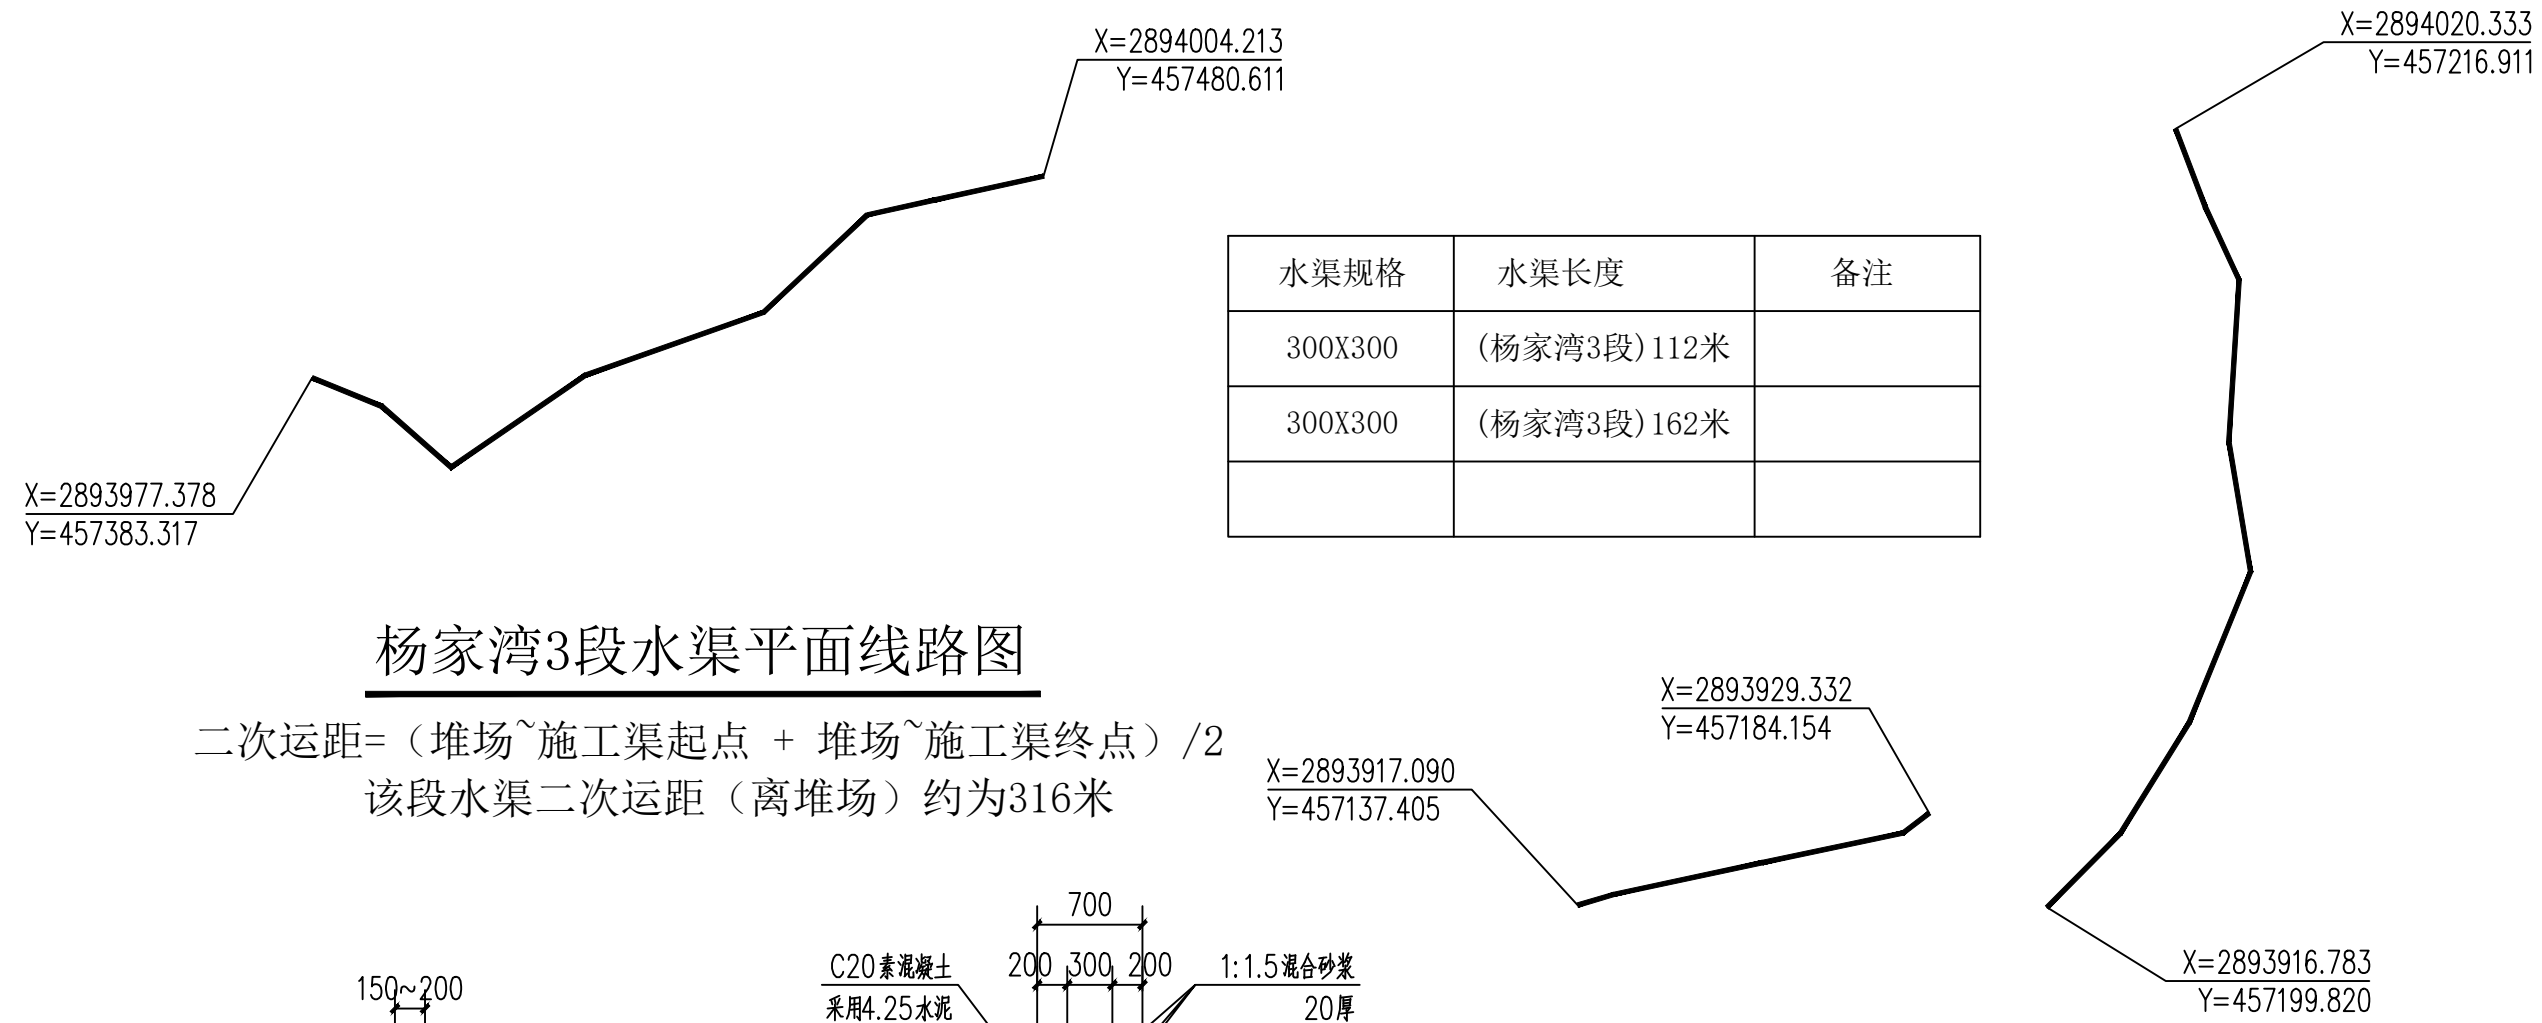 X=2894004.213
Y=457480.611
X=2894020.333
Y=457216.911
水渠规格 水渠长度 备注
300X300 (杨家湾3段)112米
300X300 (杨家湾3段)162米
X=2893977.378
Y=457383.317
杨家湾3段水渠平面线路图
二次运距=（堆场~施工渠起点 + 堆场~施工渠终点）/2
该段水渠二次运距（离堆场）约为316米
X=2893929.332
Y=457184.154
X=2893917.090
Y=457137.405
700
200 300 200
C20素混凝土
采用4.25水泥
1:1.5混合砂浆
20厚
150~200
X=2893916.783
Y=457199.820